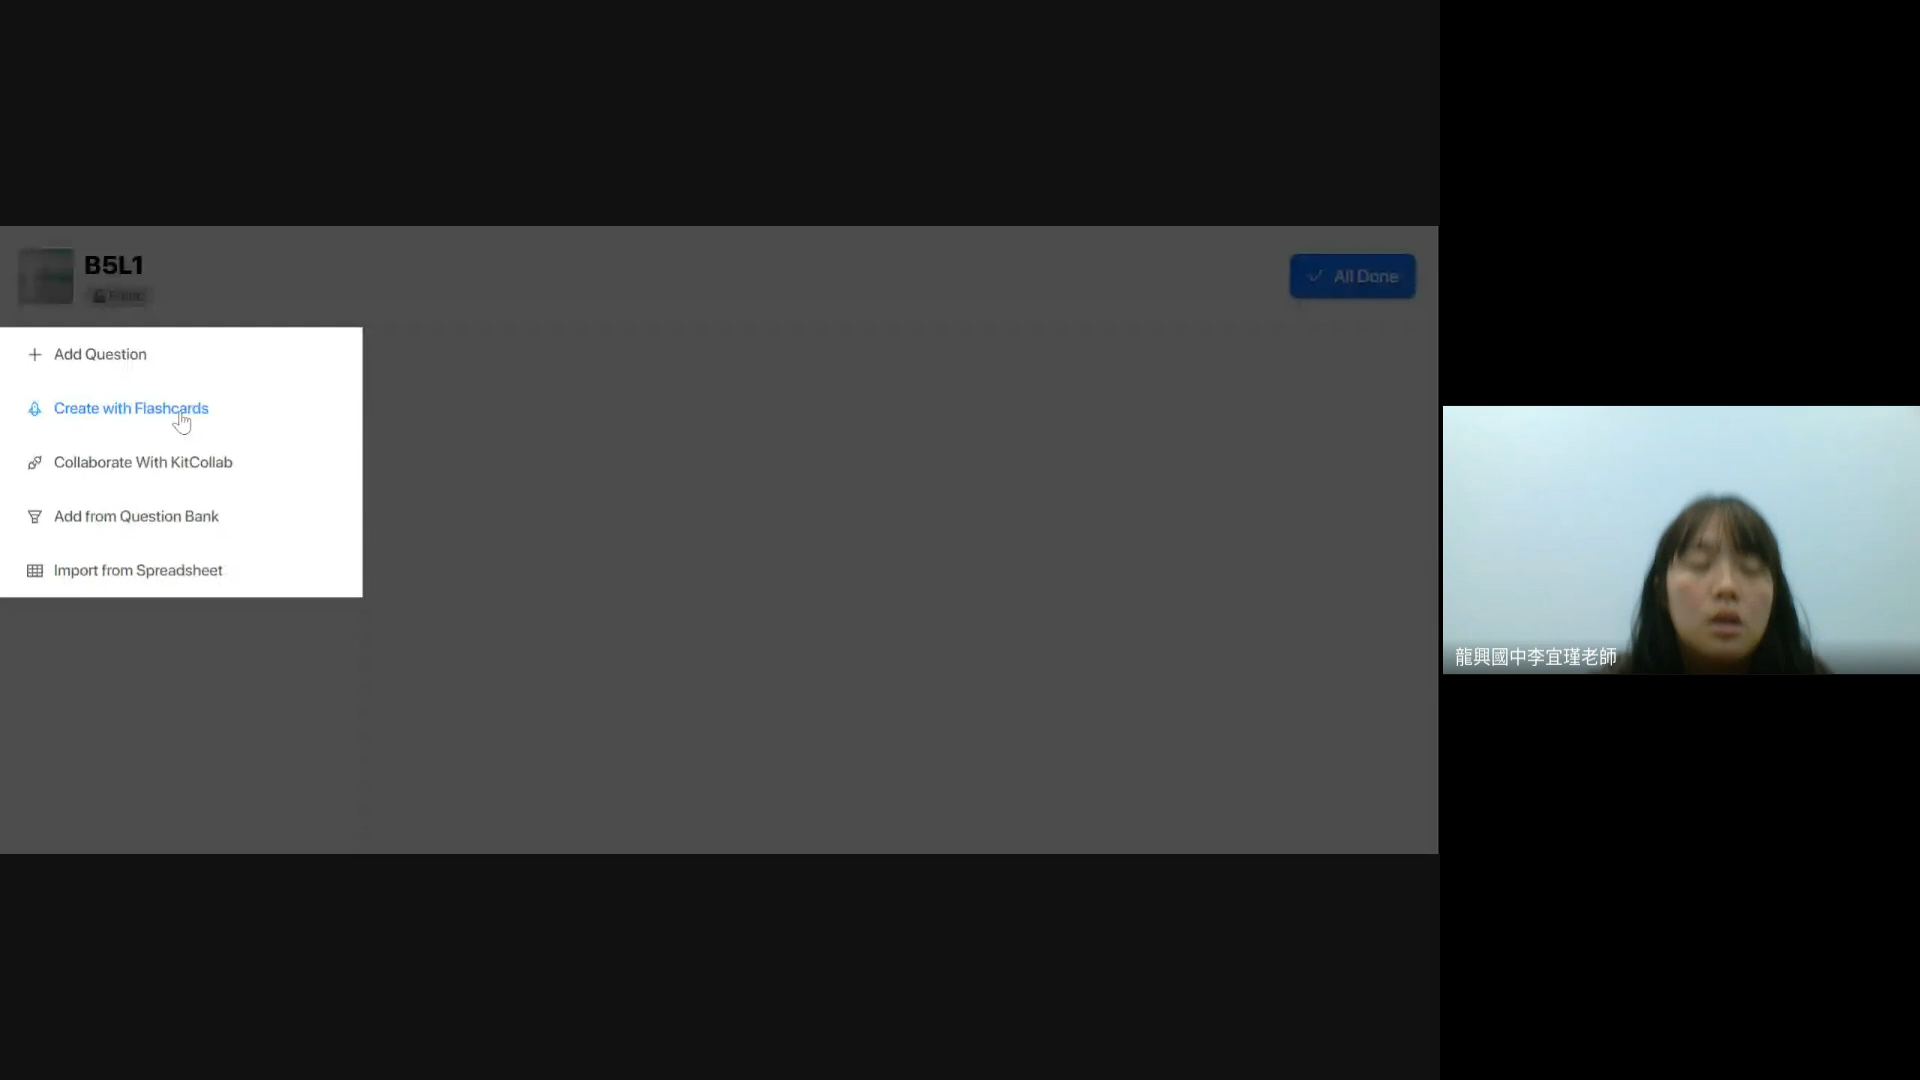 B5L1
All Done
Add Question
Create with Flashcards
Collaborate With KitCollab
Add from Question Bank
Import from Spreadsheet
龍興國中李宜瑾老師